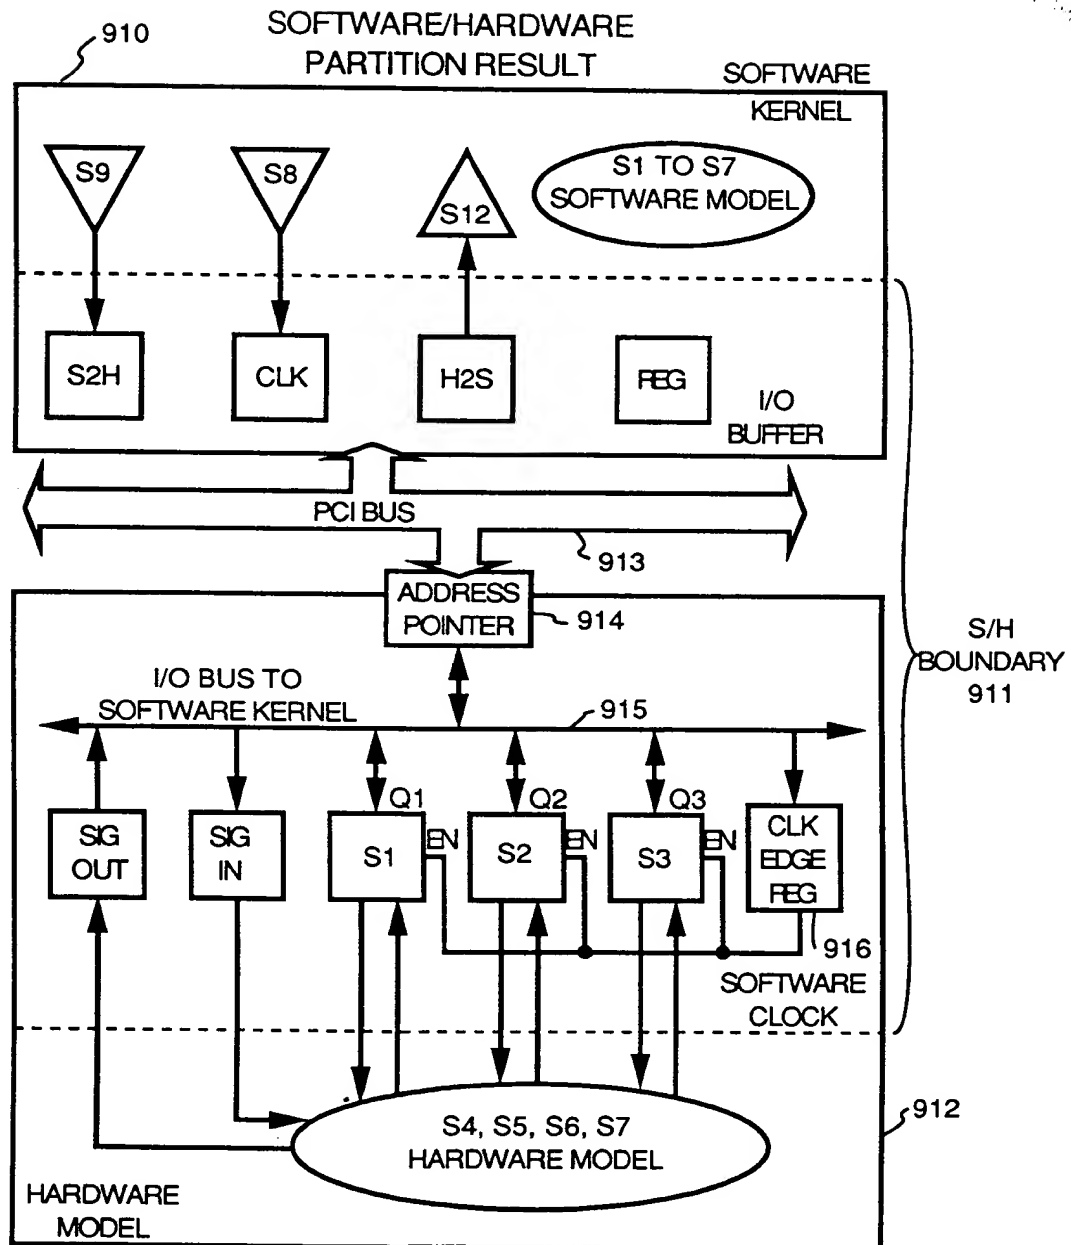 SOFTWARE/HARDWARE
PARTITION RESULT
910
SOFTWARE
KERNEL
S9
S8
S12
S1 TO S7
SOFTWARE MODEL
S2H
CLK
H2S
REG
I/O
BUFFER
PCI BUS
913
ADDRESS
POINTER
914
S/H
BOUNDARY
911
I/O BUS TO
SOFTWARE KERNEL
915
SIG
OUT
SIG
IN
Q1
S1
EN
Q2
S2
EN
Q3
S3
EN
CLK
EDGE
REG
916
SOFTWARE
CLOCK
S4, S5, S6, S7
HARDWARE MODEL
912
HARDWARE
MODEL